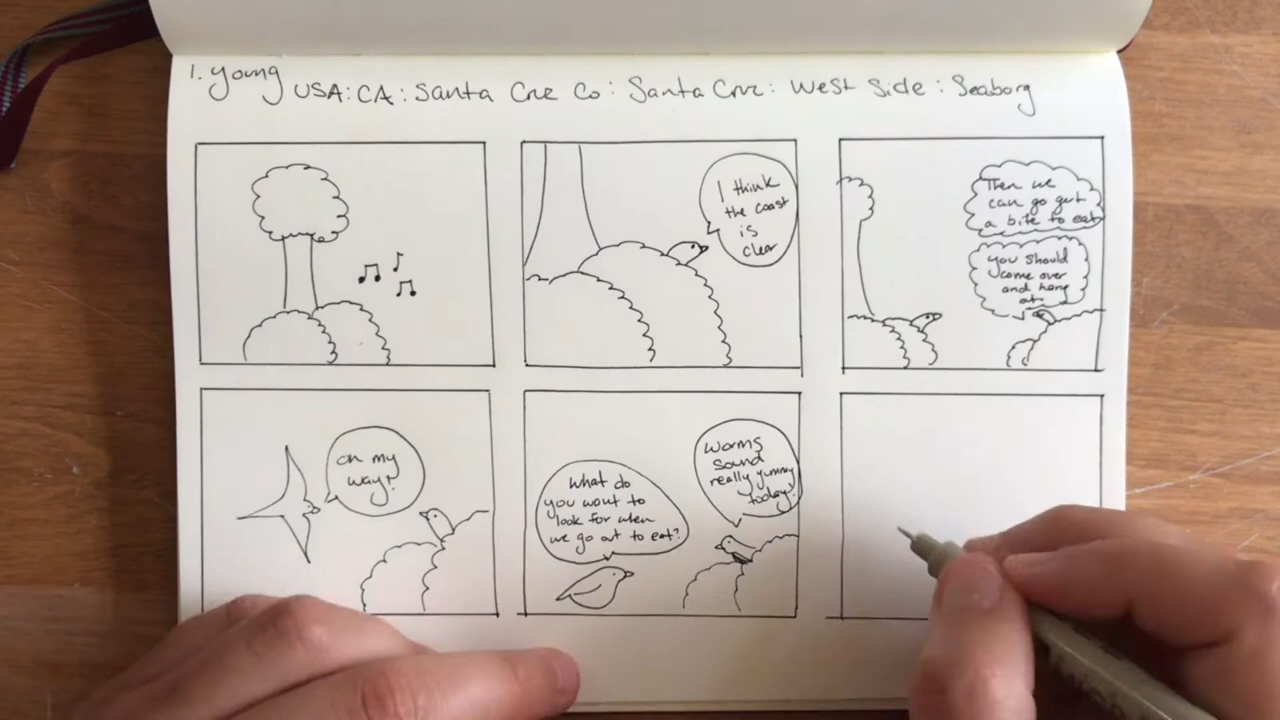 1. young
USA: CA: Santa Cruz Co: Santa Cruz: West Side: Seaborg
I think
the coast
is
clear
Then we
can go get
a bite to eat
you should
come over
and hang
on my
way!
What do
you want to
look for when
we go out to eat?
Worms
sound
really yummy
today!